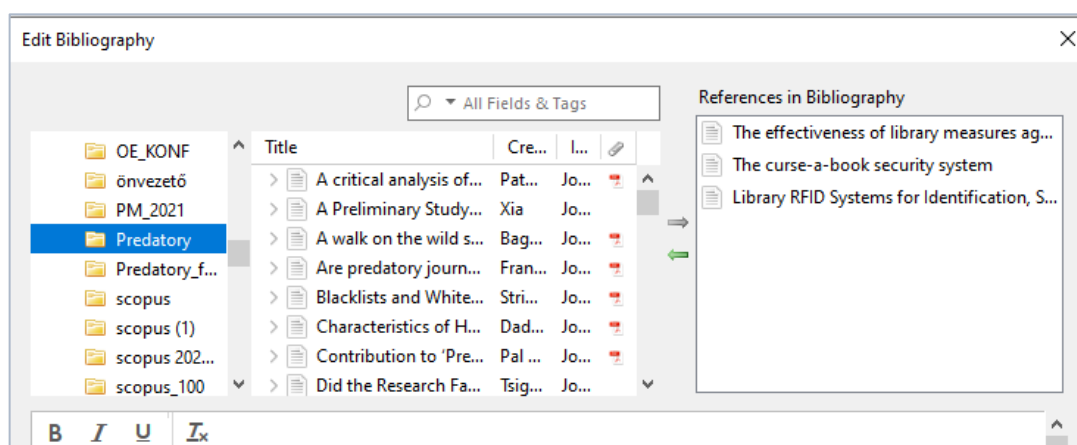 Edit Bibliography
All Fields & Tags
References in Bibliography
OE_KONF
önvezető
PM_2021
Predatory
Predatory_f...
scopus
scopus (1)
scopus 202...
scopus_100
Title Cre... I...
A critical analysis of... Pat... Jo...
A Preliminary Study... Xia Jo...
A walk on the wild s... Bag... Jo...
Are predatory journ... Fran... Jo...
Blacklists and White... Stri... Jo...
Characteristics of H... Dad... Jo...
Contribution to 'Pre... Pal ... Jo...
Did the Research Fa... Tsig... Jo...
The effectiveness of library measures ag...
The curse-a-book security system
Library RFID Systems for Identification, S...
B I U Tx